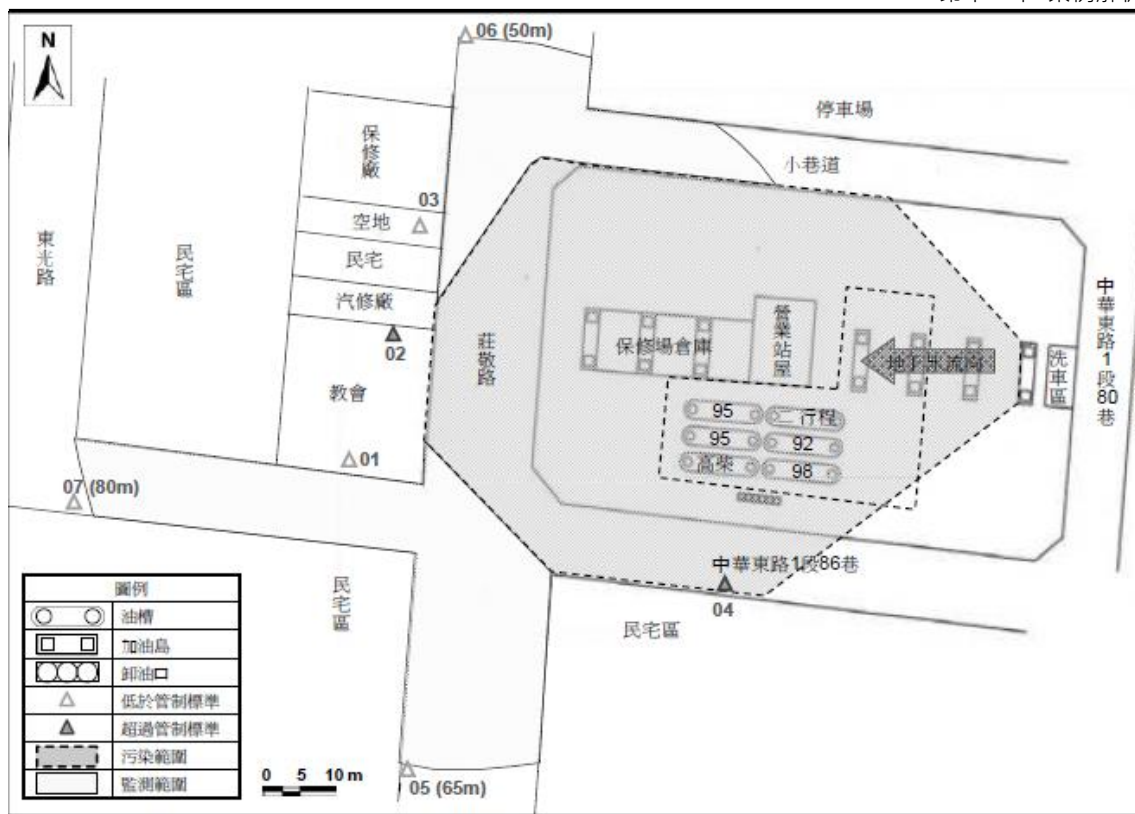 N
06 (50m)
停車場
小巷道
保修廠
03
空地
民宅
汽修廠
02
教會
01
東光路
民宅區
莊敬路
保修場倉庫
營業站屋
地下水流向
洗車區
中華東路1段80巷
95
二行程
95
92
高柴
98
07 (80m)
中華東路1段86巷
04
民宅區
民宅區
05 (65m)
圖例
油槽
加油島
卸油口
低於管制標準
超過管制標準
污染範圍
監測範圍
0 5 10 m